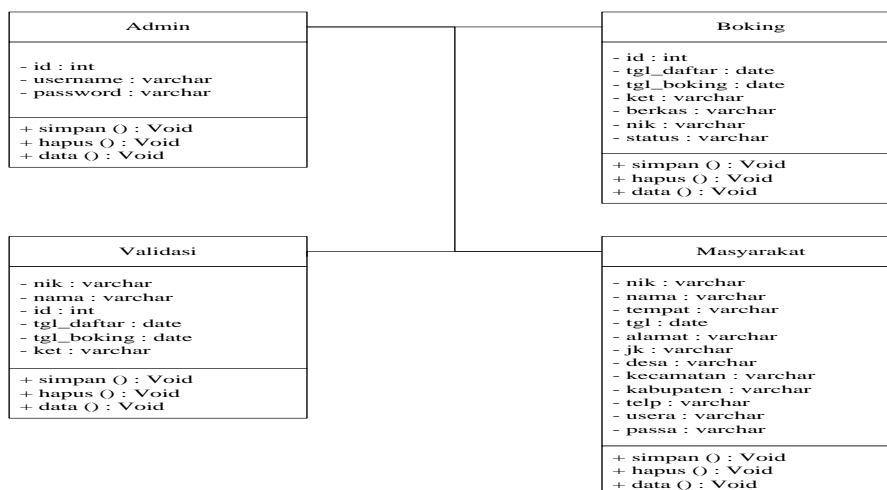 Admin
- id : int
- username : varchar
- password : varchar
+ simpan () : Void
+ hapus () : Void
+ data () : Void
Boking
- id : int
- tgl_daftar : date
- tgl_boking : date
- ket : varchar
- berkas : varchar
- nik : varchar
- status : varchar
+ simpan () : Void
+ hapus () : Void
+ data () : Void
Validasi
- nik : varchar
- nama : varchar
- id : int
- tgl_daftar : date
- tgl_boking : date
- ket : varchar
+ simpan () : Void
+ hapus () : Void
+ data () : Void
Masyarakat
- nik : varchar
- nama : varchar
- tempat : varchar
- tgl : date
- alamat : varchar
- jk : varchar
- desa : varchar
- kecamatan : varchar
- kabupaten : varchar
- telp : varchar
- usera : varchar
- passa : varchar
+ simpan () : Void
+ hapus () : Void
+ data () : Void